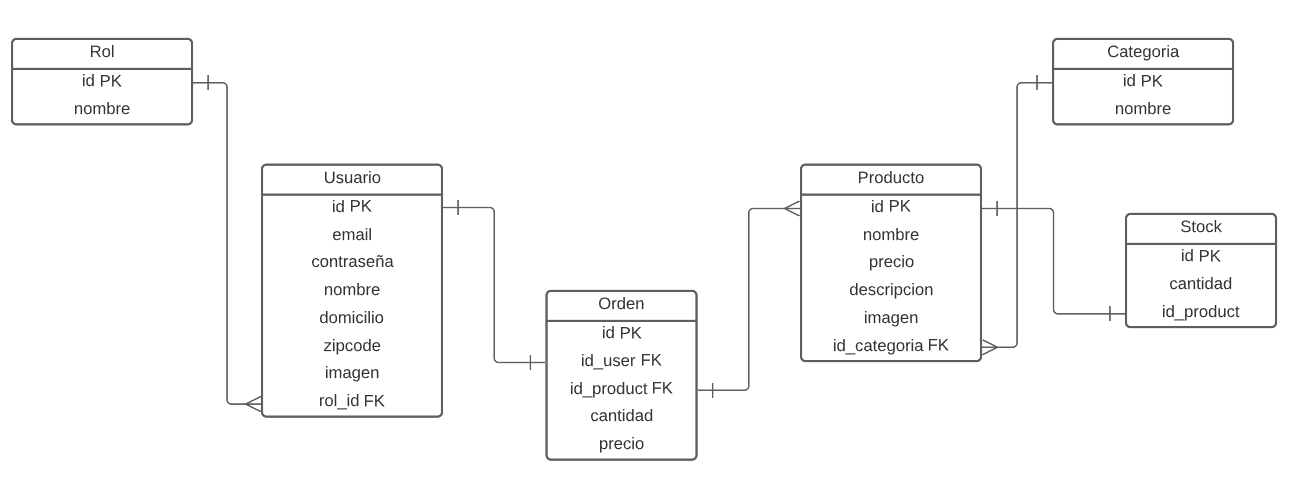 Rol
id PK
nombre
Usuario
id PK
email
contraseña
nombre
domicilio
zipcode
imagen
rol_id FK
Orden
id PK
id_user FK
id_product FK
cantidad
precio
Producto
id PK
nombre
precio
descripcion
imagen
id_categoria FK
Categoria
id PK
nombre
Stock
id PK
cantidad
id_product